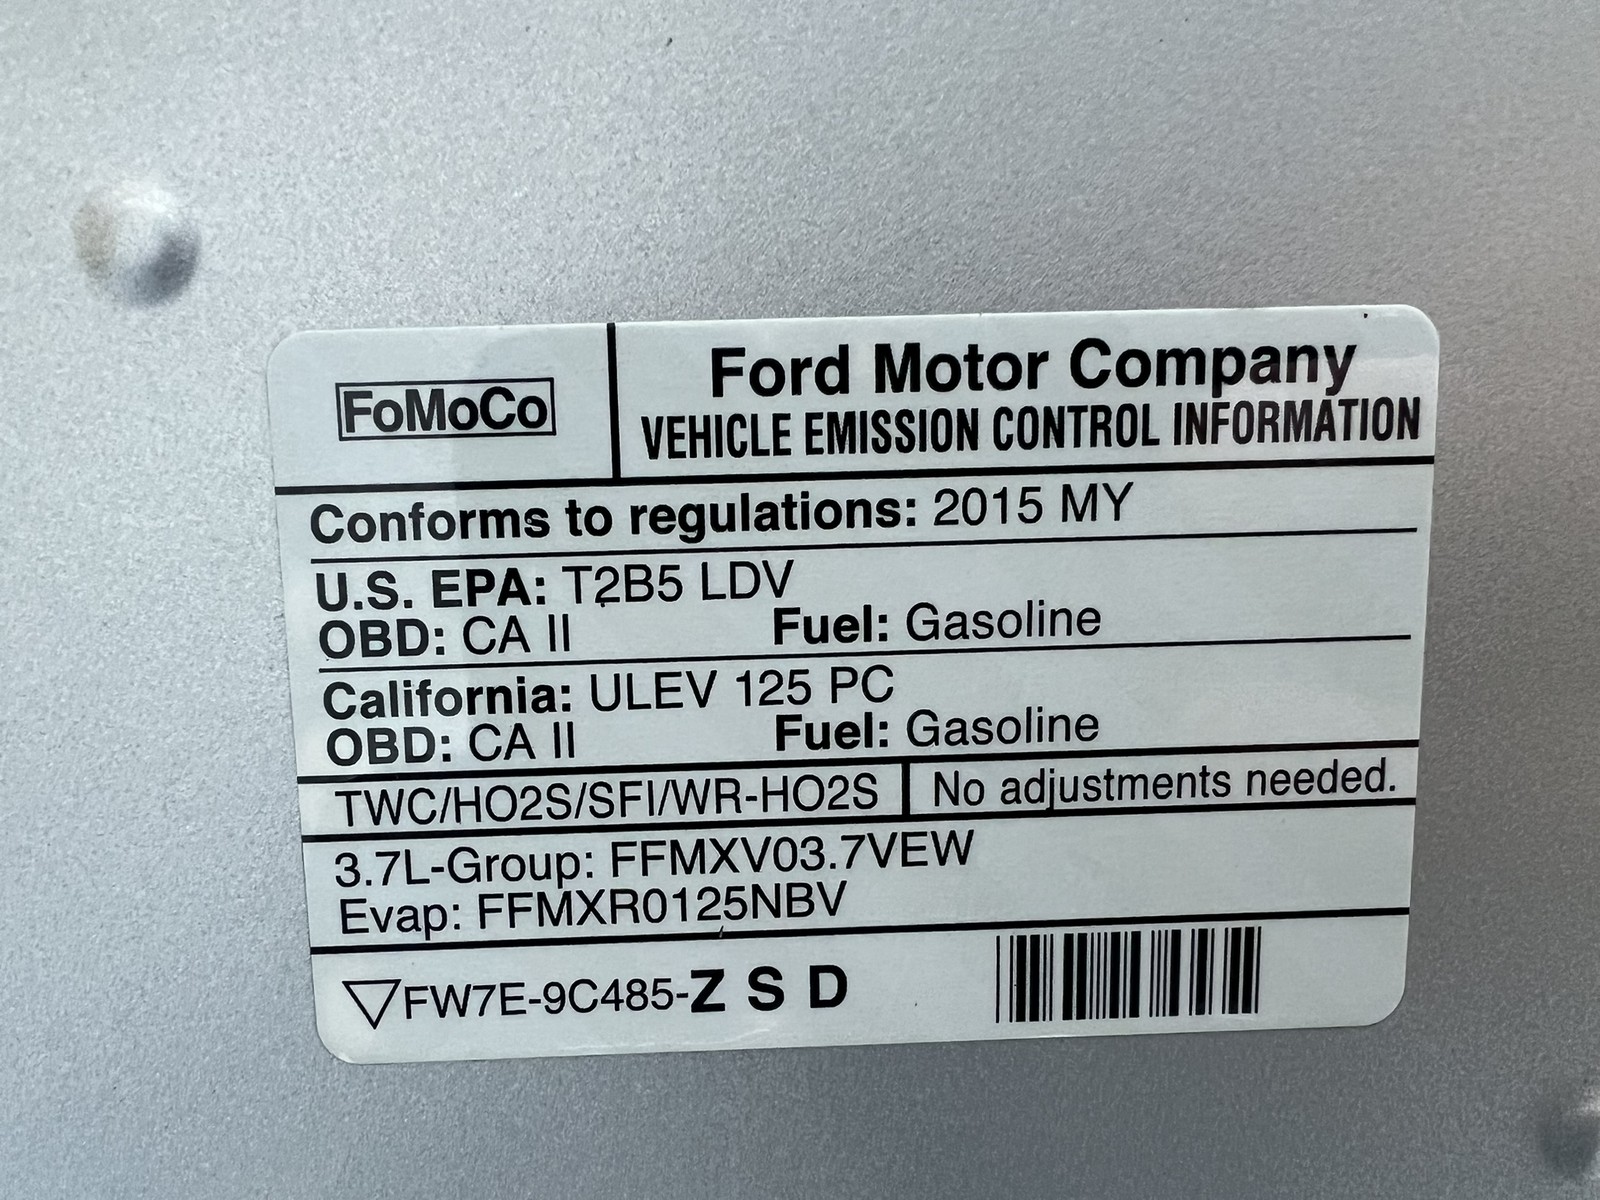 FoMoCo
Ford Motor Company
VEHICLE EMISSION CONTROL INFORMATION
Conforms to regulations: 2015 MY
U.S. EPA: T2B5 LDV
OBD: CA II Fuel: Gasoline
California: ULEV 125 PC
OBD: CA II Fuel: Gasoline
TWC/HO2S/SFI/WR-HO2S No adjustments needed.
3.7L-Group: FFMXV03.7VEW
Evap: FFMXR0125NBV
▽FW7E-9C485-Z S D